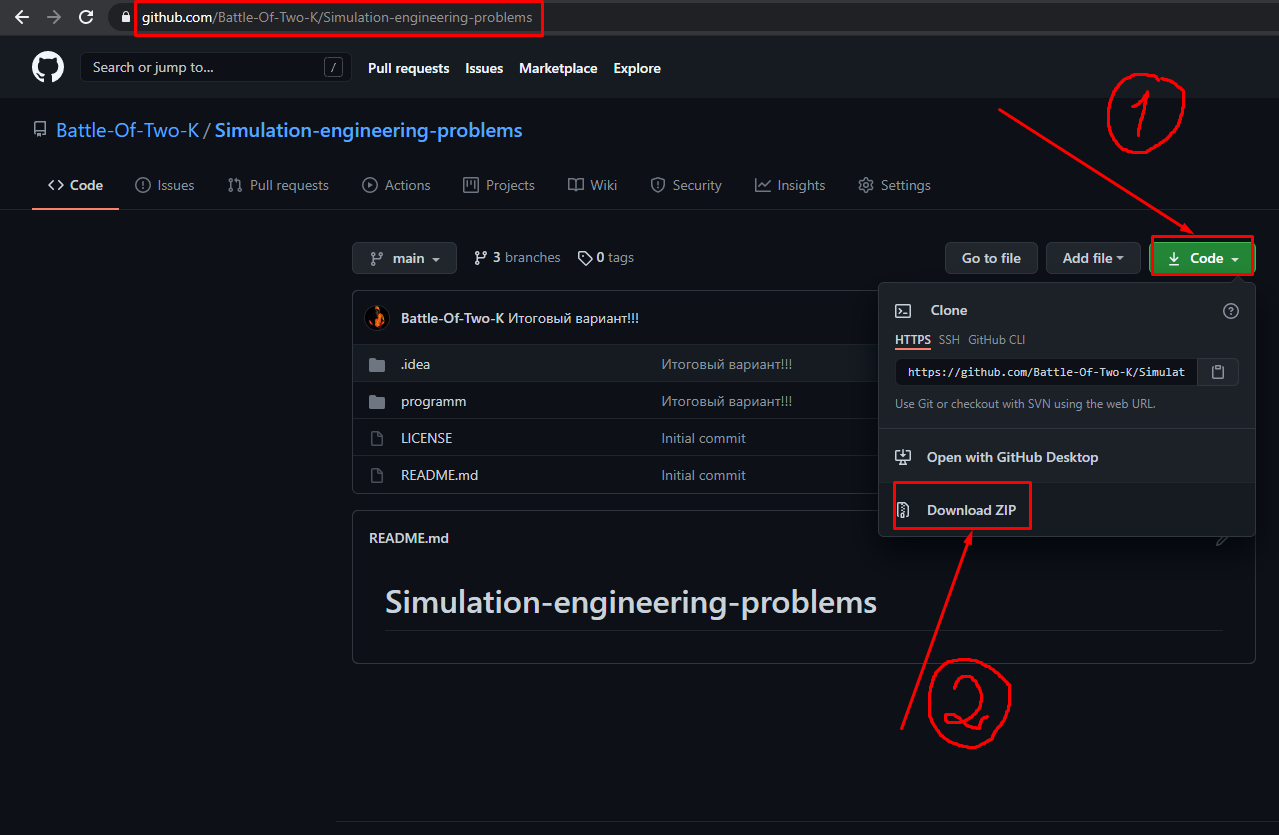 github.com/Battle-Of-Two-K/Simulation-engineering-problems
Search or jump to...
/
Pull requests Issues Marketplace Explore
1
Battle-Of-Two-K / Simulation-engineering-problems
<> Code Issues Pull requests Actions Projects Wiki Security Insights Settings
main 3 branches 0 tags Go to file Add file Code
Battle-Of-Two-K Итоговый вариант!!!
.idea Итоговый вариант!!!
programm Итоговый вариант!!!
LICENSE Initial commit
README.md Initial commit
Clone
?
HTTPS SSH GitHub CLI
https://github.com/Battle-Of-Two-K/Simulat
Use Git or checkout with SVN using the web URL.
Open with GitHub Desktop
Download ZIP
README.md
Simulation-engineering-problems
2